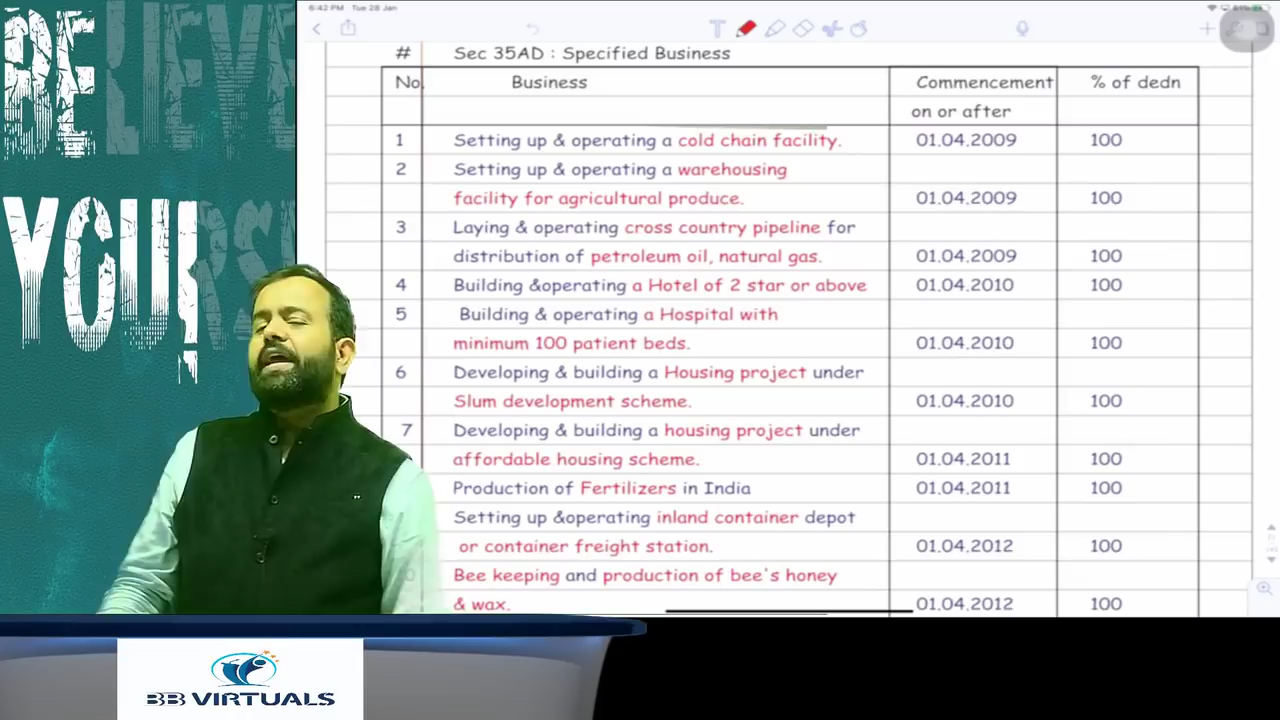 6:42 PM Tue 28 Jan
BELIEVE
YOURS
# Sec 35AD : Specified Business
No. Business Commencement % of dedn
on or after
1 Setting up & operating a cold chain facility. 01.04.2009 100
2 Setting up & operating a warehousing
facility for agricultural produce. 01.04.2009 100
3 Laying & operating cross country pipeline for
distribution of petroleum oil, natural gas. 01.04.2009 100
4 Building &operating a Hotel of 2 star or above 01.04.2010 100
5 Building & operating a Hospital with
minimum 100 patient beds. 01.04.2010 100
6 Developing & building a Housing project under
Slum development scheme. 01.04.2010 100
7 Developing & building a housing project under
affordable housing scheme. 01.04.2011 100
Production of Fertilizers in India 01.04.2011 100
Setting up &operating inland container depot
or container freight station. 01.04.2012 100
Bee keeping and production of bee's honey
& wax. 01.04.2012 100
BB VIRTUALS